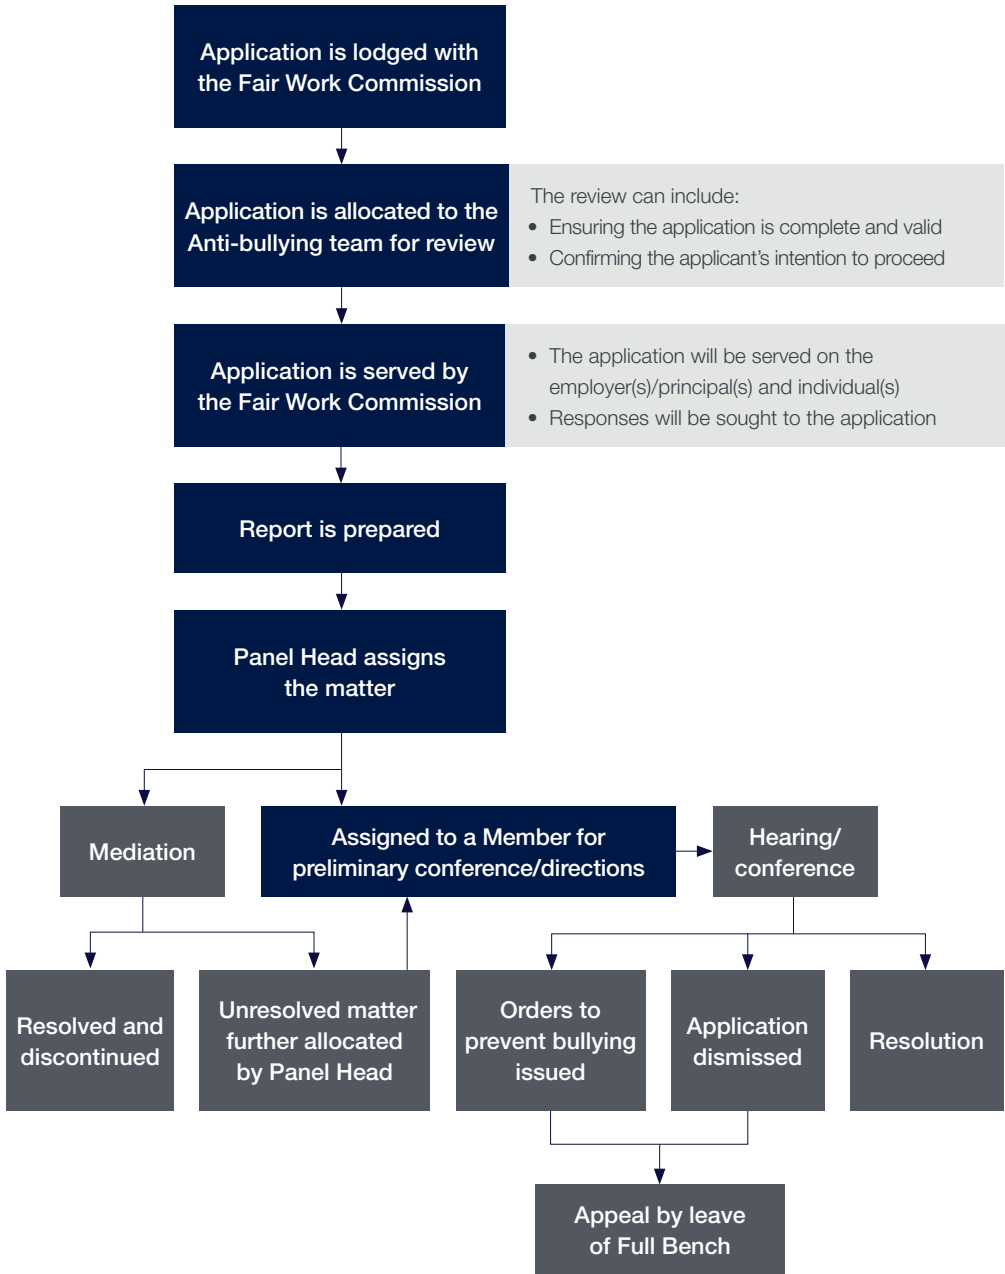 Application is lodged with
the Fair Work Commission
Application is allocated to the
Anti-bullying team for review
The review can include:
• Ensuring the application is complete and valid
• Confirming the applicant's intention to proceed
Application is served by
the Fair Work Commission
• The application will be served on the
employer(s)/principal(s) and individual(s)
• Responses will be sought to the application
Report is prepared
Panel Head assigns
the matter
Mediation
Assigned to a Member for
preliminary conference/directions
Hearing/
conference
Resolved and
discontinued
Unresolved matter
further allocated
by Panel Head
Orders to
prevent bullying
issued
Application
dismissed
Resolution
Appeal by leave
of Full Bench